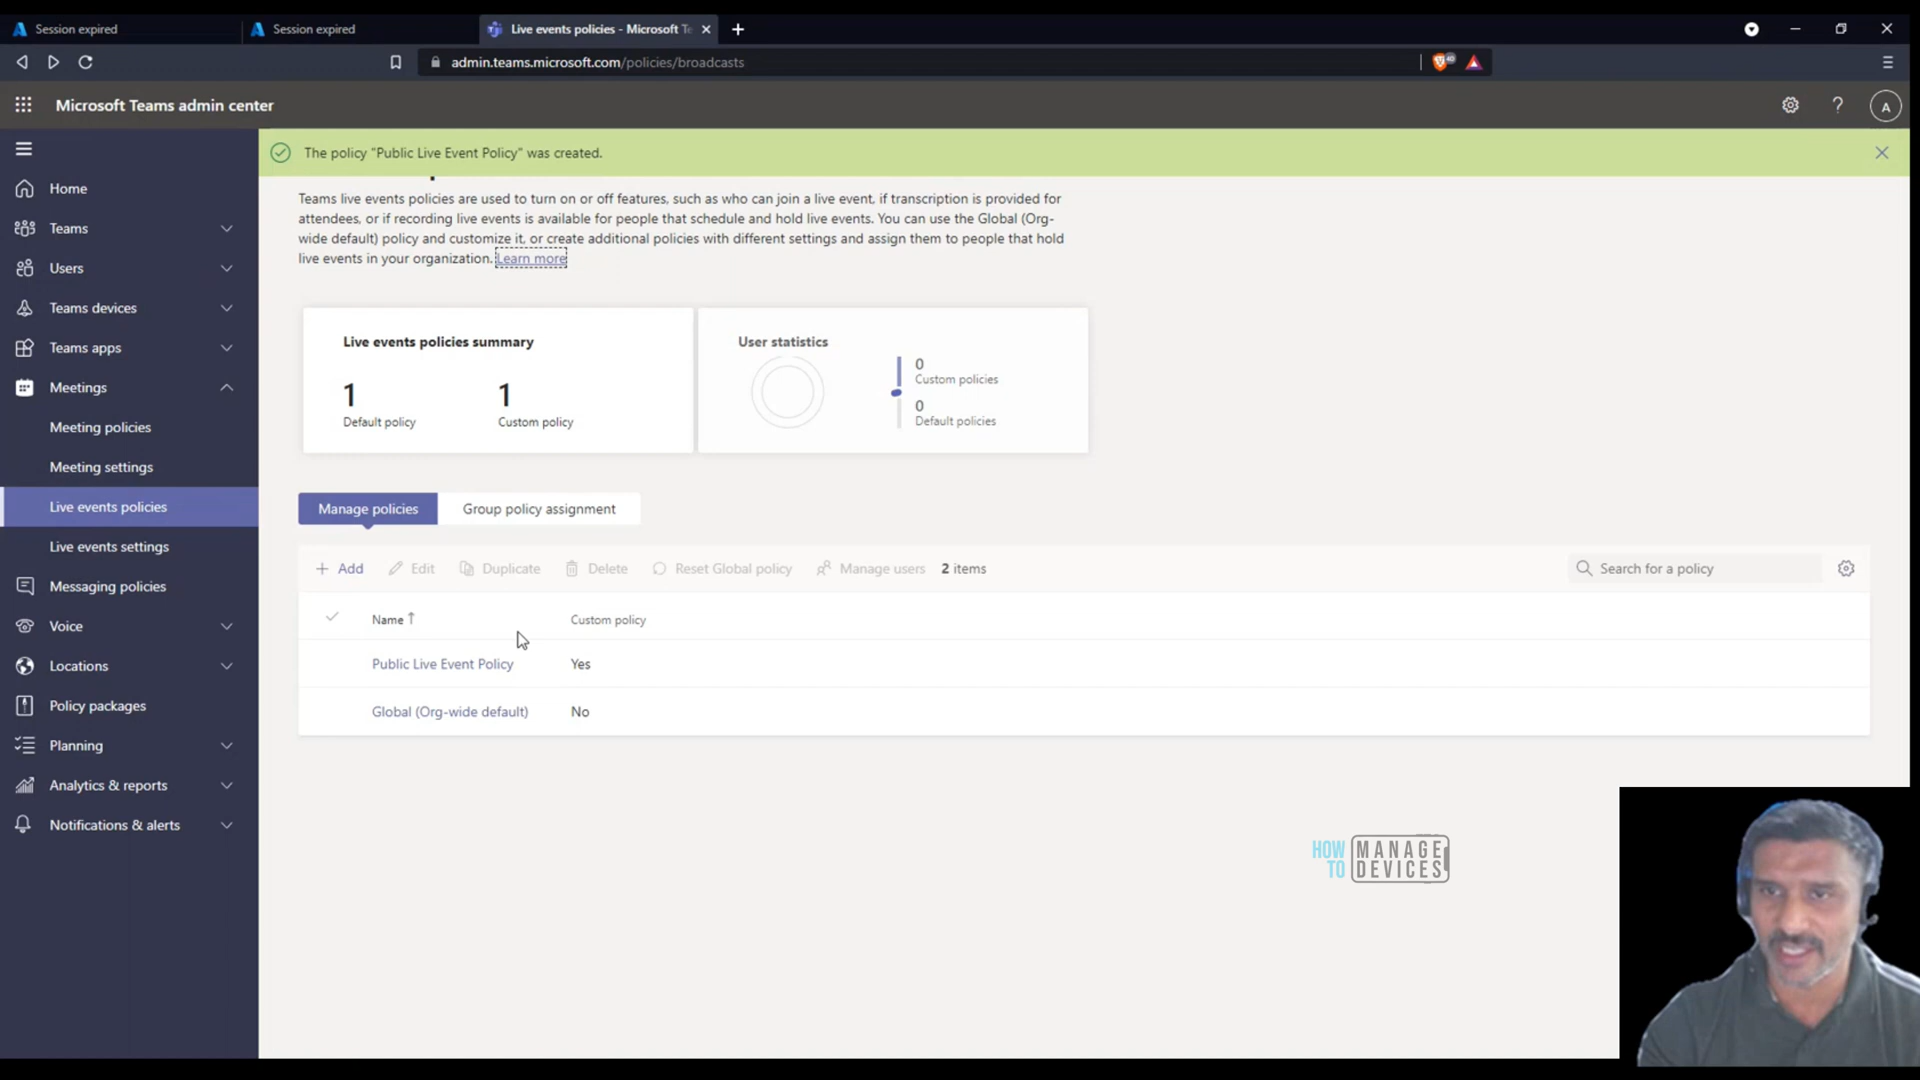 Session expired
Session expired
Live events policies - Microsoft Te
admin.teams.microsoft.com/policies/broadcasts
Microsoft Teams admin center
A
The policy "Public Live Event Policy" was created.
Home
Teams
Users
Teams devices
Teams apps
Meetings
Meeting policies
Meeting settings
Live events policies
Live events settings
Messaging policies
Voice
Locations
Policy packages
Planning
Analytics & reports
Notifications & alerts
Teams live events policies are used to turn on or off features, such as who can join a live event, if transcription is provided for
attendees, or if recording live events is available for people that schedule and hold live events. You can use the Global (Org-
wide default) policy and customize it, or create additional policies with different settings and assign them to people that hold
live events in your organization. Learn more
Live events policies summary
1
Default policy
1
Custom policy
User statistics
0
Custom policies
0
Default policies
Manage policies
Group policy assignment
+ Add
Edit
Duplicate
Delete
Reset Global policy
Manage users
2 items
Search for a policy
Name ↑
Custom policy
Public Live Event Policy
Yes
Global (Org-wide default)
No
HOW TO
MANAGE DEVICES